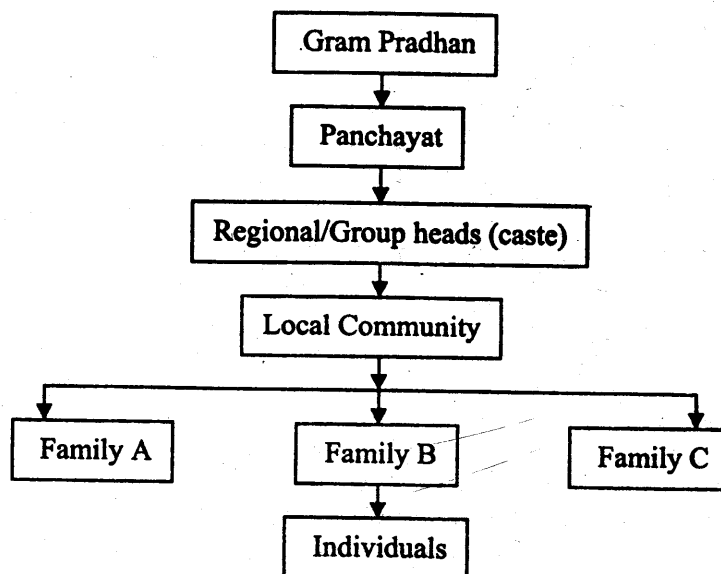 Gram Pradhan
Panchayat
Regional/Group heads (caste)
Local Community
Family A
Family B
Family C
Individuals